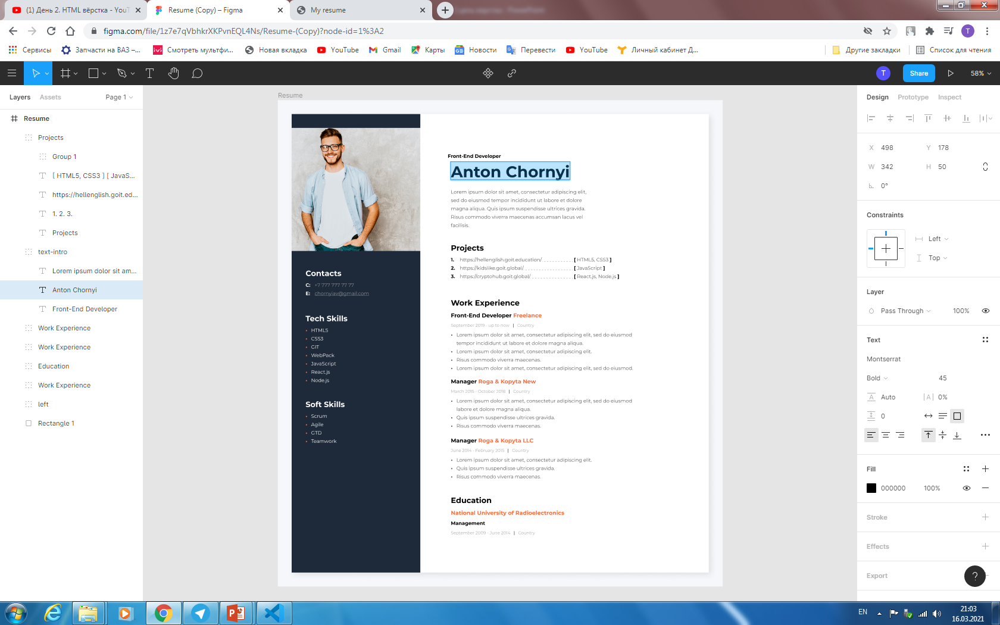 (1) День 2. HTML вёрстка - YouT
Resume (Copy) – Figma
My resume
figma.com/file/1z7e7qVbhkrXKPvnEQL4Ns/Resume-(Copy)?node-id=1%3A2
T
Сервисы
Запчасти на ВАЗ –...
ivi
Смотреть мультфи...
Новая вкладка
YouTube
Gmail
Карты
Новости
Перевести
YouTube
Личный кабинет Д...
Другие закладки
Список для чтения
T
Share
58%
Layers
Assets
Page 1
Resume
Projects
Group 1
[ HTML5, CSS3 ] [ JavaS...
https://hellenglish.goit.ed...
1. 2. 3.
Projects
text-intro
Lorem ipsum dolor sit am...
Anton Chornyi
Front-End Developer
Work Experience
Work Experience
Education
Work Experience
left
Rectangle 1
Resume
Contacts
C: +7 777 777 77 77
E: chornyiav@gmail.com
Tech Skills
• HTML5
• CSS3
• GIT
• WebPack
• JavaScript
• React.js
• Node.js
Soft Skills
• Scrum
• Agile
• GTD
• Teamwork
Front-End Developer
Anton Chornyi
Lorem ipsum dolor sit amet, consectetur adipiscing elit,
sed do eiusmod tempor incididunt ut labore et dolore
magna aliqua. Quis ipsum suspendisse ultrices gravida.
Risus commodo viverra maecenas accumsan lacus vel
facilisis.
Projects
1. https://hellenglish.goit.education/ [ HTML5, CSS3 ]
2. https://kidslike.goit.global/ [ JavaScript ]
3. https://cryptohub.goit.global/ [ React.js, Node.js ]
Work Experience
Front-End Developer Freelance
September 2019 - up to now | Country
• Lorem ipsum dolor sit amet, consectetur adipiscing elit, sed do eiusmod
tempor incididunt ut labore et dolore magna aliqua.
• Lorem ipsum dolor sit amet, consectetur adipiscing elit.
• Risus commodo viverra maecenas.
• Lorem ipsum dolor sit amet, consectetur adipiscing elit, sed do eiusmod.
Manager Roga & Kopyta New
March 2015 - October 2018 | Country
• Lorem ipsum dolor sit amet, consectetur adipiscing elit, sed do eiusmod
labore et dolore magna aliqua.
• Quis ipsum suspendisse ultrices gravida.
• Risus commodo viverra maecenas.
Manager Roga & Kopyta LLC
June 2014 - February 2015 | Country
• Lorem ipsum dolor sit amet, consectetur adipiscing elit.
• Quis ipsum suspendisse ultrices gravida.
• Risus commodo viverra maecenas.
Education
National University of Radioelectronics
Management
September 2009 - June 2014 | Country
Design
Prototype
Inspect
X 498
Y 178
W 342
H 50
0°
Constraints
Left
Top
Layer
Pass Through
100%
Text
Montserrat
Bold
45
A Auto
|A| 0%
0
Fill
000000
100%
Stroke
Effects
Export
?
EN
21:03
16.03.2021